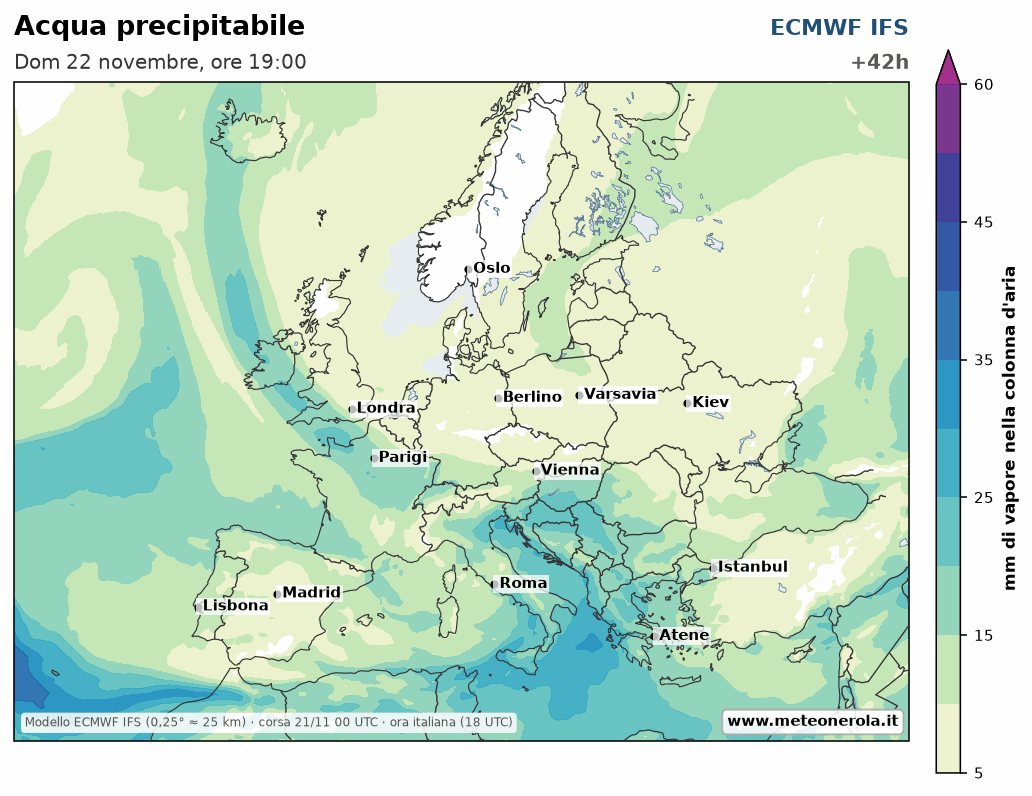 Acqua precipitabile
ECMWF IFS
Dom 22 novembre, ore 19:00
+42h
60
45
35
25
15
5
mm di vapore nella colonna d'aria
Oslo
Londra
Berlino
Varsavia
Kiev
Parigi
Vienna
Istanbul
Roma
Madrid
Lisbona
Atene
Modello ECMWF IFS (0,25° ≈ 25 km) · corsa 21/11 00 UTC · ora italiana (18 UTC)
www.meteonerola.it